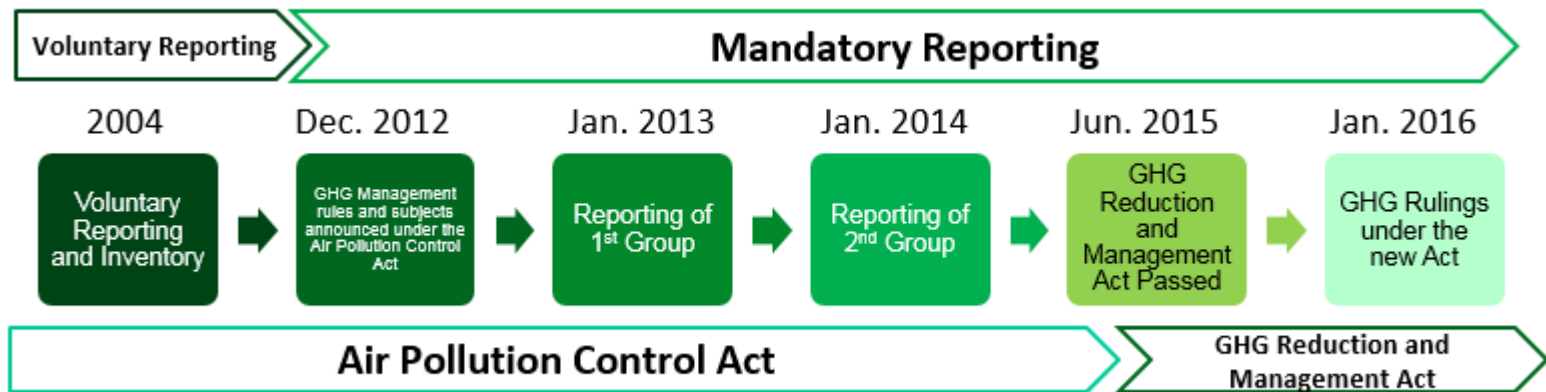 Voluntary Reporting
Mandatory Reporting
2004
Dec. 2012
Jan. 2013
Jan. 2014
Jun. 2015
Jan. 2016
Voluntary
Reporting
and Inventory
GHG Management
rules and subjects
announced under the
Air Pollution Control
Act
Reporting of
1st Group
Reporting of
2nd Group
GHG
Reduction
and
Management
Act Passed
GHG Rulings
under the
new Act
Air Pollution Control Act
GHG Reduction and
Management Act